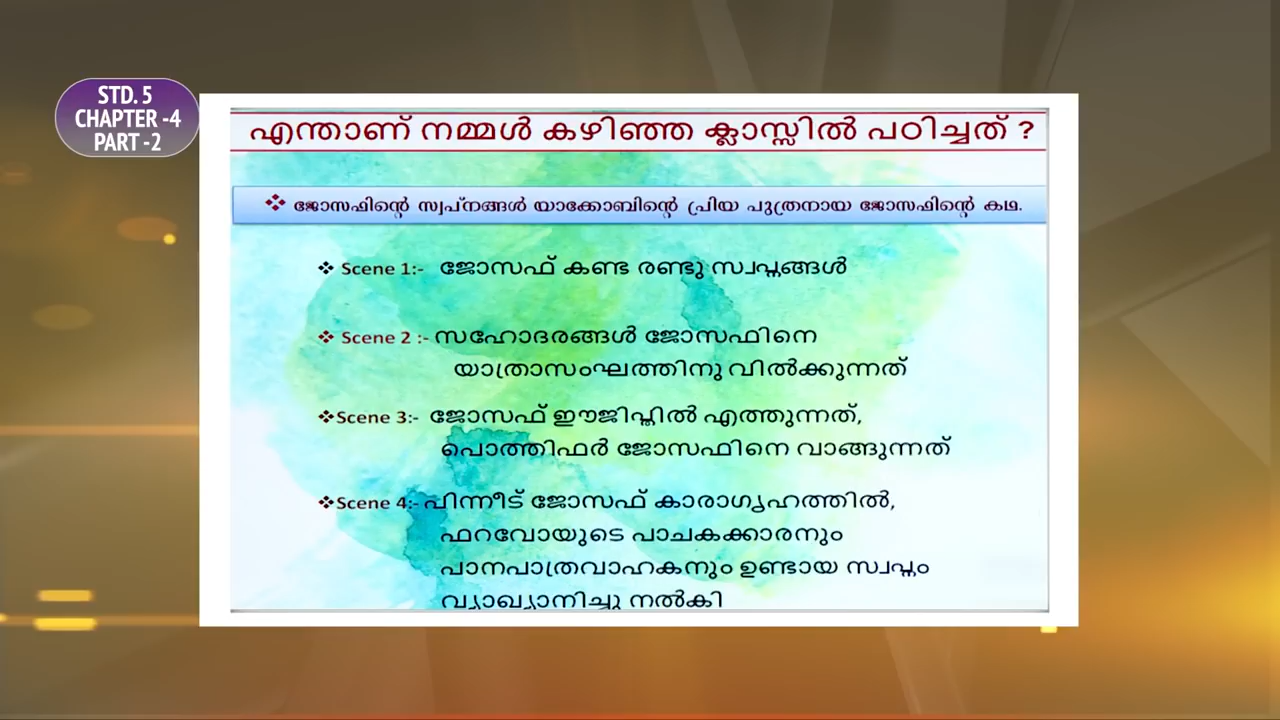 STD. 5
CHAPTER -4
PART -2
എന്താണ് നമ്മൾ കഴിഞ്ഞ ക്ലാസ്സിൽ പഠിച്ചത് ?
❖ ജോസഫിന്റെ സ്വപ്നങ്ങൾ യാക്കോബിന്റെ പ്രിയ പുത്രനായ ജോസഫിന്റെ കഥ.
❖ Scene 1:- ജോസഫ് കണ്ട രണ്ടു സ്വപ്നങ്ങൾ
❖ Scene 2 :- സഹോദരങ്ങൾ ജോസഫിനെ
യാത്രാസംഘത്തിനു വിൽക്കുന്നത്
❖Scene 3:- ജോസഫ് ഈജിപ്തിൽ എത്തുന്നത്,
പൊത്തിഫർ ജോസഫിനെ വാങ്ങുന്നത്
❖Scene 4:- പിന്നീട് ജോസഫ് കാരാഗൃഹത്തിൽ,
ഫറവോയുടെ പാചകക്കാരനും
പാനപാത്രവാഹകനും ഉണ്ടായ സ്വപ്നം
വ്യാഖ്യാനിച്ചു നൽകി